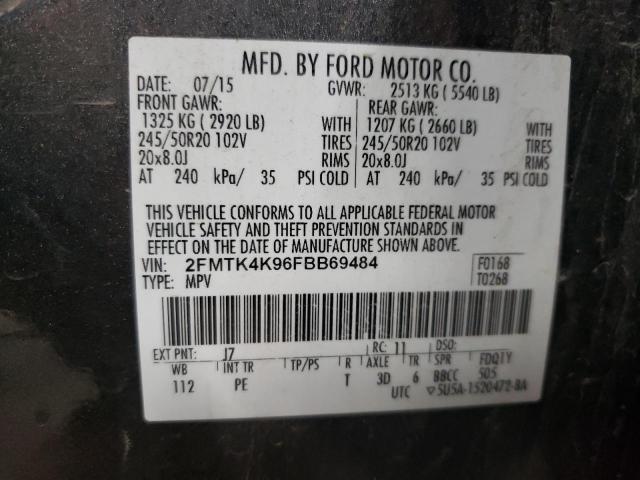 MFD. BY FORD MOTOR CO.
DATE: 07/15 GVWR: 2513 KG ( 5540 LB)
FRONT GAWR: REAR GAWR:
1325 KG ( 2920 LB) WITH 1207 KG ( 2660 LB) WITH
245/50R20 102V TIRES 245/50R20 102V TIRES
20x8.0J RIMS 20x8.0J RIMS
AT 240 kPa/ 35 PSI COLD AT 240 kPa/ 35 PSI COLD
THIS VEHICLE CONFORMS TO ALL APPLICABLE FEDERAL MOTOR
VEHICLE SAFETY AND THEFT PREVENTION STANDARDS IN
EFFECT ON THE DATE OF MANUFACTURE SHOWN ABOVE.
VIN: 2FMTK4K96FBB69484 F0168
TYPE: MPV T0268
EXT PNT: J7 RC: 11 DSO:
WB INT TR TP/PS R AXLE TR SPR FDQTY
112 PE T 3D 6 BBCC 505
UTC ▽5U5A-1520472-BA